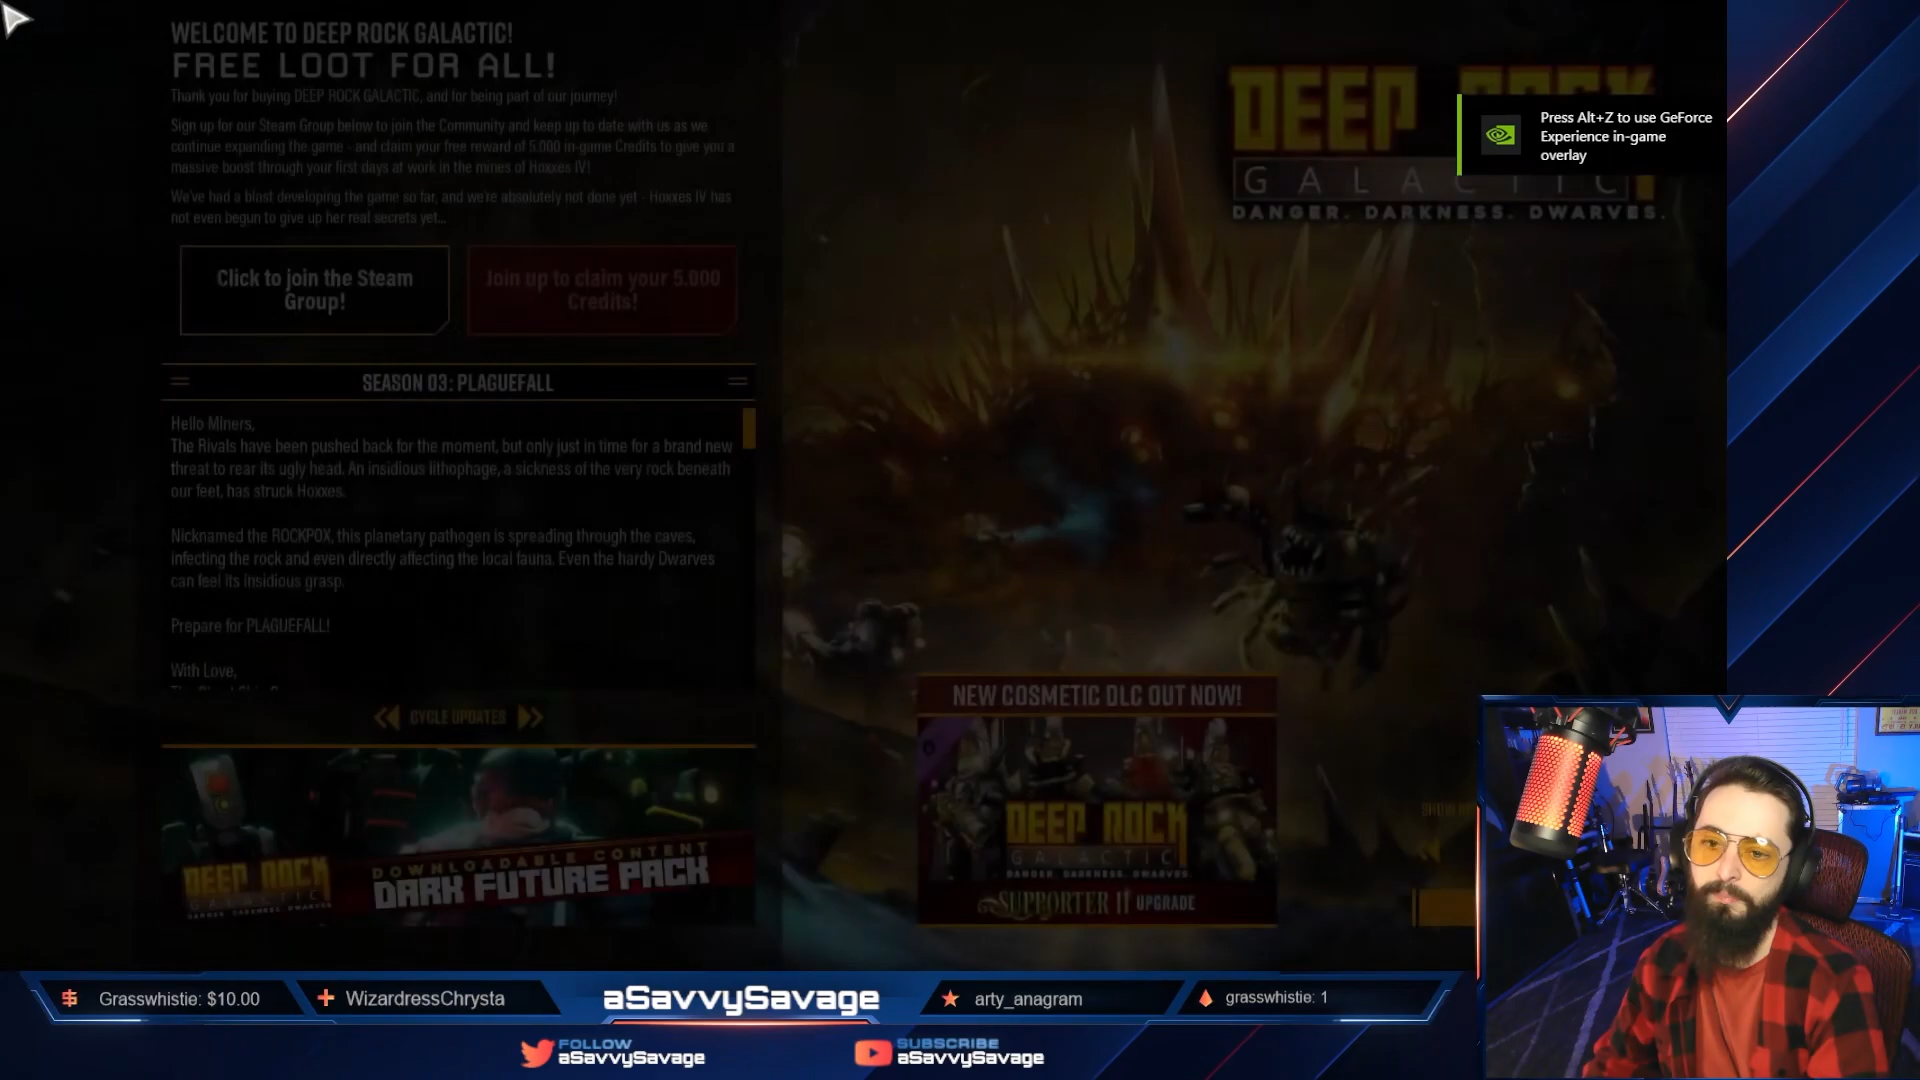 WELCOME TO DEEP ROCK GALACTIC!
FREE LOOT FOR ALL!
Thank you for buying DEEP ROCK GALACTIC, and for being part of our journey!
Sign up for our Steam Group below to join the Community and keep up to date with us as we
continue expanding the game - and claim your free reward of 5.000 in-game Credits to give you a
massive boost through your first days at work in the mines of Hoxxes IV!
We've had a blast developing the game so far, and we're absolutely not done yet - Hoxxes IV has
not even begun to give up her real secrets yet...
Click to join the Steam
Group!
Join up to claim your 5.000
Credits!
SEASON 03: PLAGUEFALL
Hello Miners,
The Rivals have been pushed back for the moment, but only just in time for a brand new
threat to rear its ugly head. An insidious lithophage, a sickness of the very rock beneath
our feet, has struck Hoxxes.
Nicknamed the ROCKPOX, this planetary pathogen is spreading through the caves,
infecting the rock and even directly affecting the local fauna. Even the hardy Dwarves
can feel its insidious grasp.
Prepare for PLAGUEFALL!
With Love,
CYCLE UPDATES
DEEP ROCK
GALACTIC
DANGER. DARKNESS. DWARVES.
DOWNLOADABLE CONTENT
DARK FUTURE PACK
DEEP ROCK
GALACTIC
DANGER. DARKNESS. DWARVES.
Press Alt+Z to use GeForce
Experience in-game
overlay
NEW COSMETIC DLC OUT NOW!
DEEP ROCK
GALACTIC
DANGER. DARKNESS. DWARVES.
SUPPORTER II UPGRADE
Grasswhistie: $10.00
WizardressChrysta
aSavvySavage
arty_anagram
grasswhistie: 1
FOLLOW
aSavvySavage
SUBSCRIBE
aSavvySavage